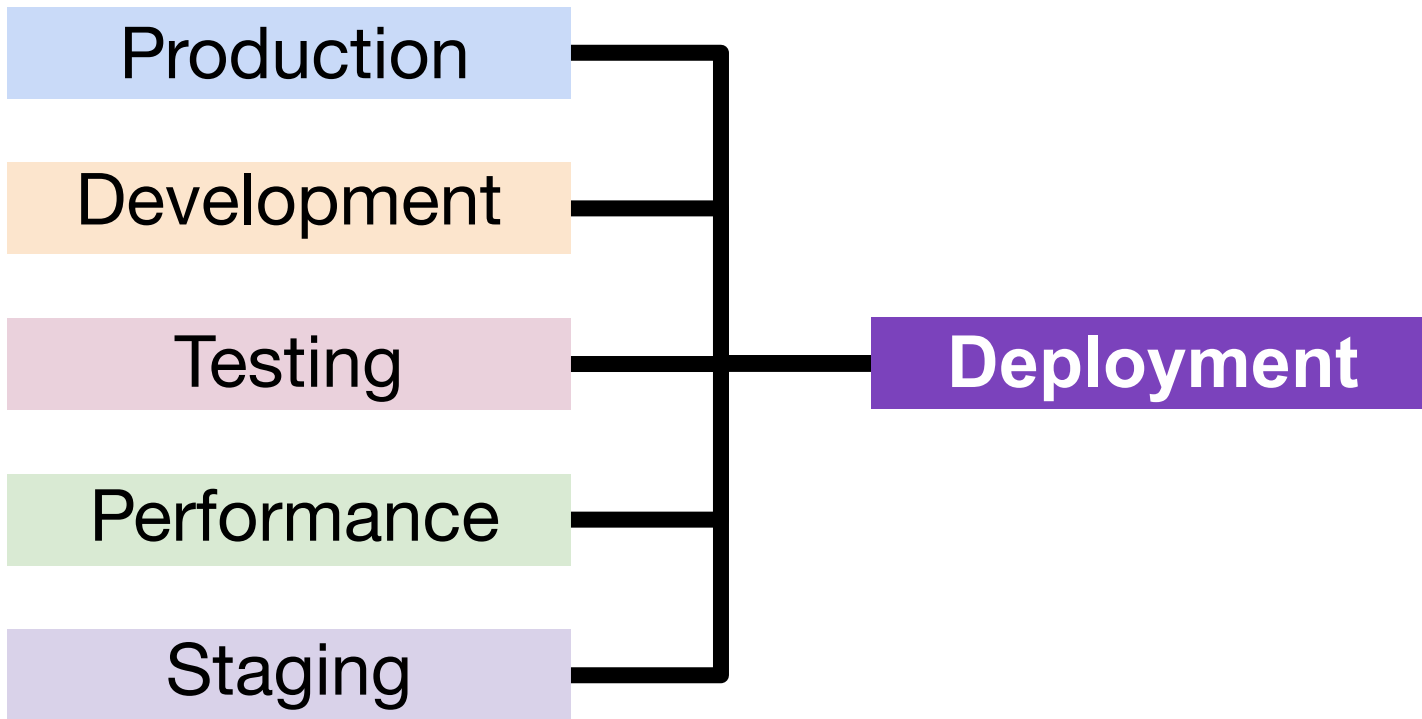 Production
Development
Testing
Deployment
Performance
Staging